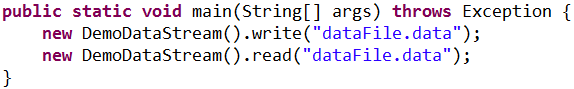 public static void main(String[] args) throws Exception {
    new DemoDataStream().write("dataFile.data");
    new DemoDataStream().read("dataFile.data");
}